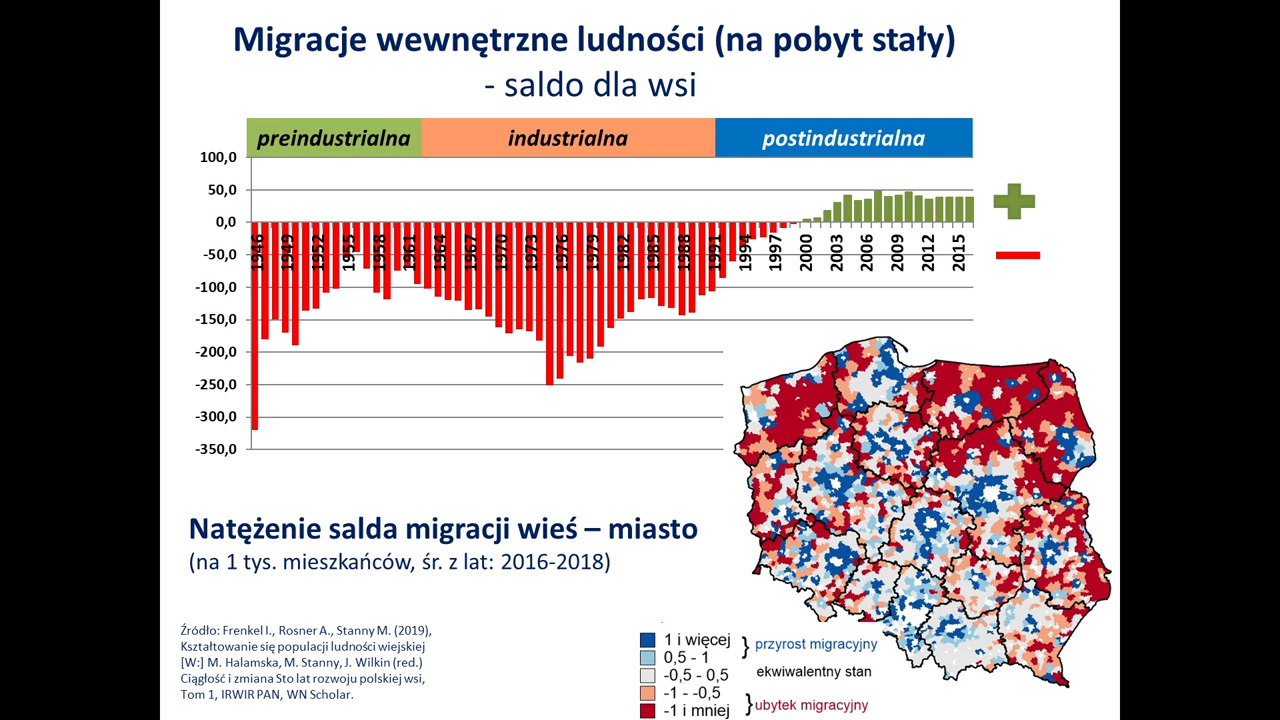 Migracje wewnętrzne ludności (na pobyt stały)
- saldo dla wsi
preindustrialna industrialna postindustrialna
100,0
50,0
0,0
-50,0
-100,0
-150,0
-200,0
-250,0
-300,0
-350,0
1946 1949 1952 1955 1958 1961 1964 1967 1970 1973 1976 1979 1982 1985 1988 1991 1994 1997 2000 2003 2006 2009 2012 2015
Natężenie salda migracji wieś – miasto
(na 1 tys. mieszkańców, śr. z lat: 2016-2018)
Źródło: Frenkel I., Rosner A., Stanny M. (2019),
Kształtowanie się populacji ludności wiejskiej
[W:] M. Halamska, M. Stanny, J. Wilkin (red.)
Ciągłość i zmiana Sto lat rozwoju polskiej wsi,
Tom 1, IRWIR PAN, WN Scholar.
1 i więcej
0,5 - 1
-0,5 - 0,5
-1 - -0,5
-1 i mniej
przyrost migracyjny
ekwiwalentny stan
ubytek migracyjny